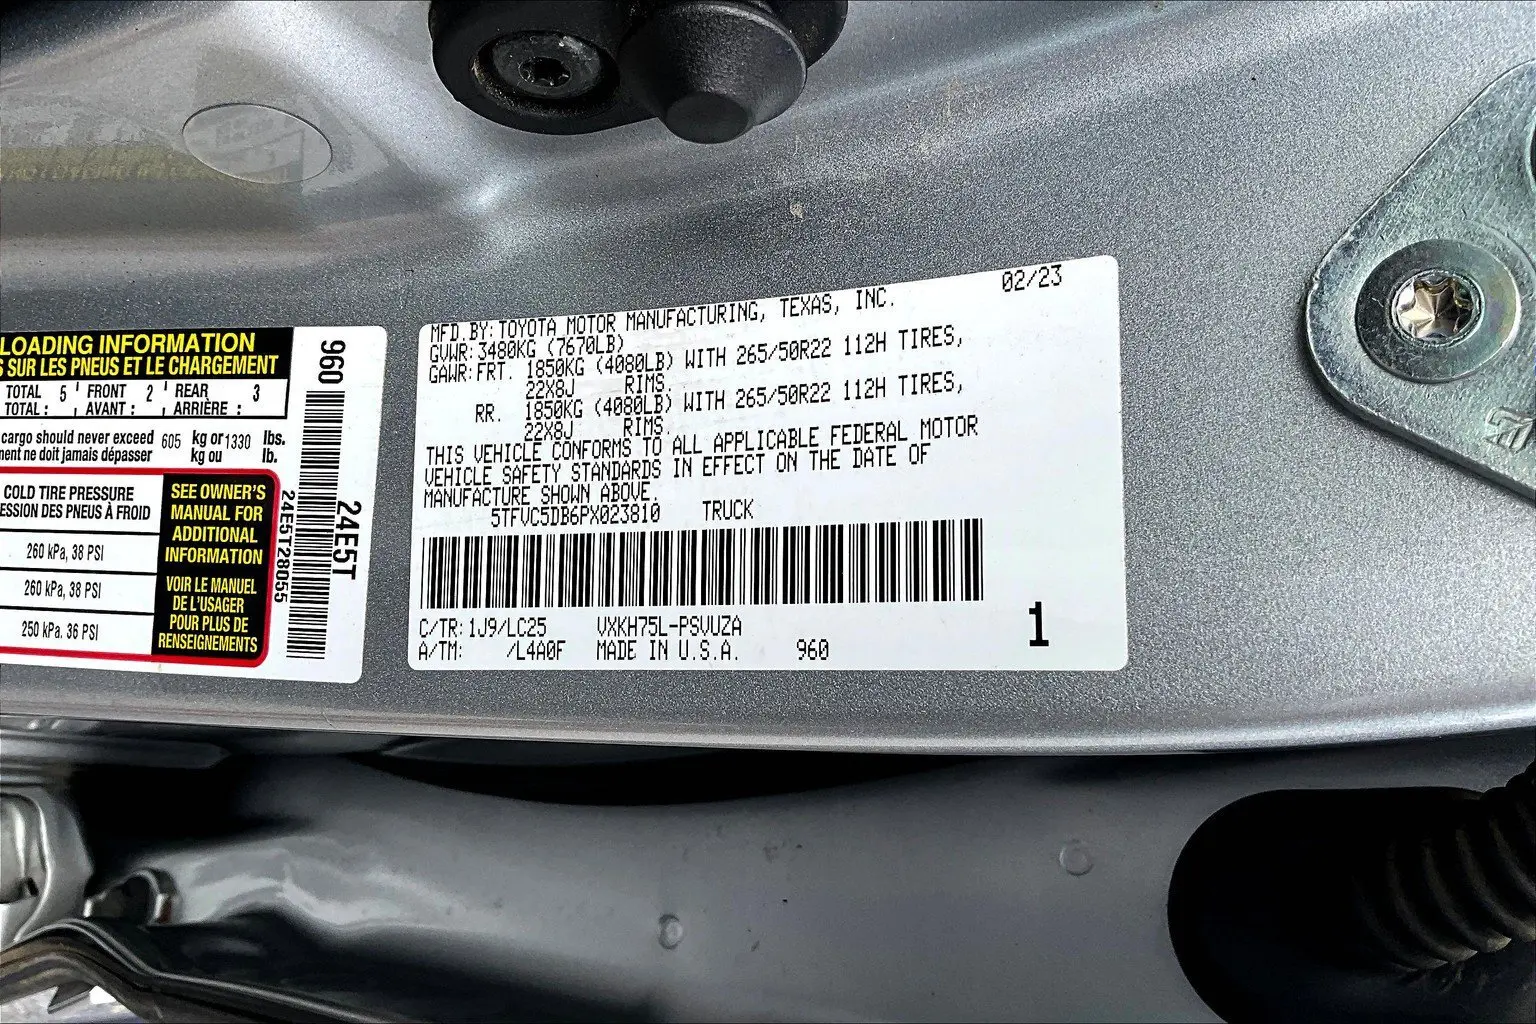 LOADING INFORMATION
SUR LES PNEUS ET LE CHARGEMENT
TOTAL 5 FRONT 2 REAR 3
TOTAL : AVANT : ARRIÈRE :
cargo should never exceed 605 kg or 1330 lbs.
ne doit jamais dépasser kg ou lb.
COLD TIRE PRESSURE
DES PNEUS À FROID
260 kPa, 38 PSI
260 kPa, 38 PSI
250 kPa. 36 PSI
SEE OWNER'S
MANUAL FOR
ADDITIONAL
INFORMATION
VOIR LE MANUEL
DE L'USAGER
POUR PLUS DE
RENSEIGNEMENTS
960
24E5T
24E5T28055
02/23
MFD.BY: TOYOTA MOTOR MANUFACTURING, TEXAS, INC.
GVWR: 3480KG (7670LB)
GAWR: FRT. 1850KG (4080LB) WITH 265/50R22 112H TIRES,
22X8J RIMS.
RR. 1850KG (4080LB) WITH 265/50R22 112H TIRES,
22X8J RIMS.
THIS VEHICLE CONFORMS TO ALL APPLICABLE FEDERAL MOTOR
VEHICLE SAFETY STANDARDS IN EFFECT ON THE DATE OF
MANUFACTURE SHOWN ABOVE.
5TFVC5DB6PX023810 TRUCK
C/TR: 1J9/LC25 VXKH75L-PSVUZA
A/TM: /L4A0F MADE IN U.S.A. 960
1